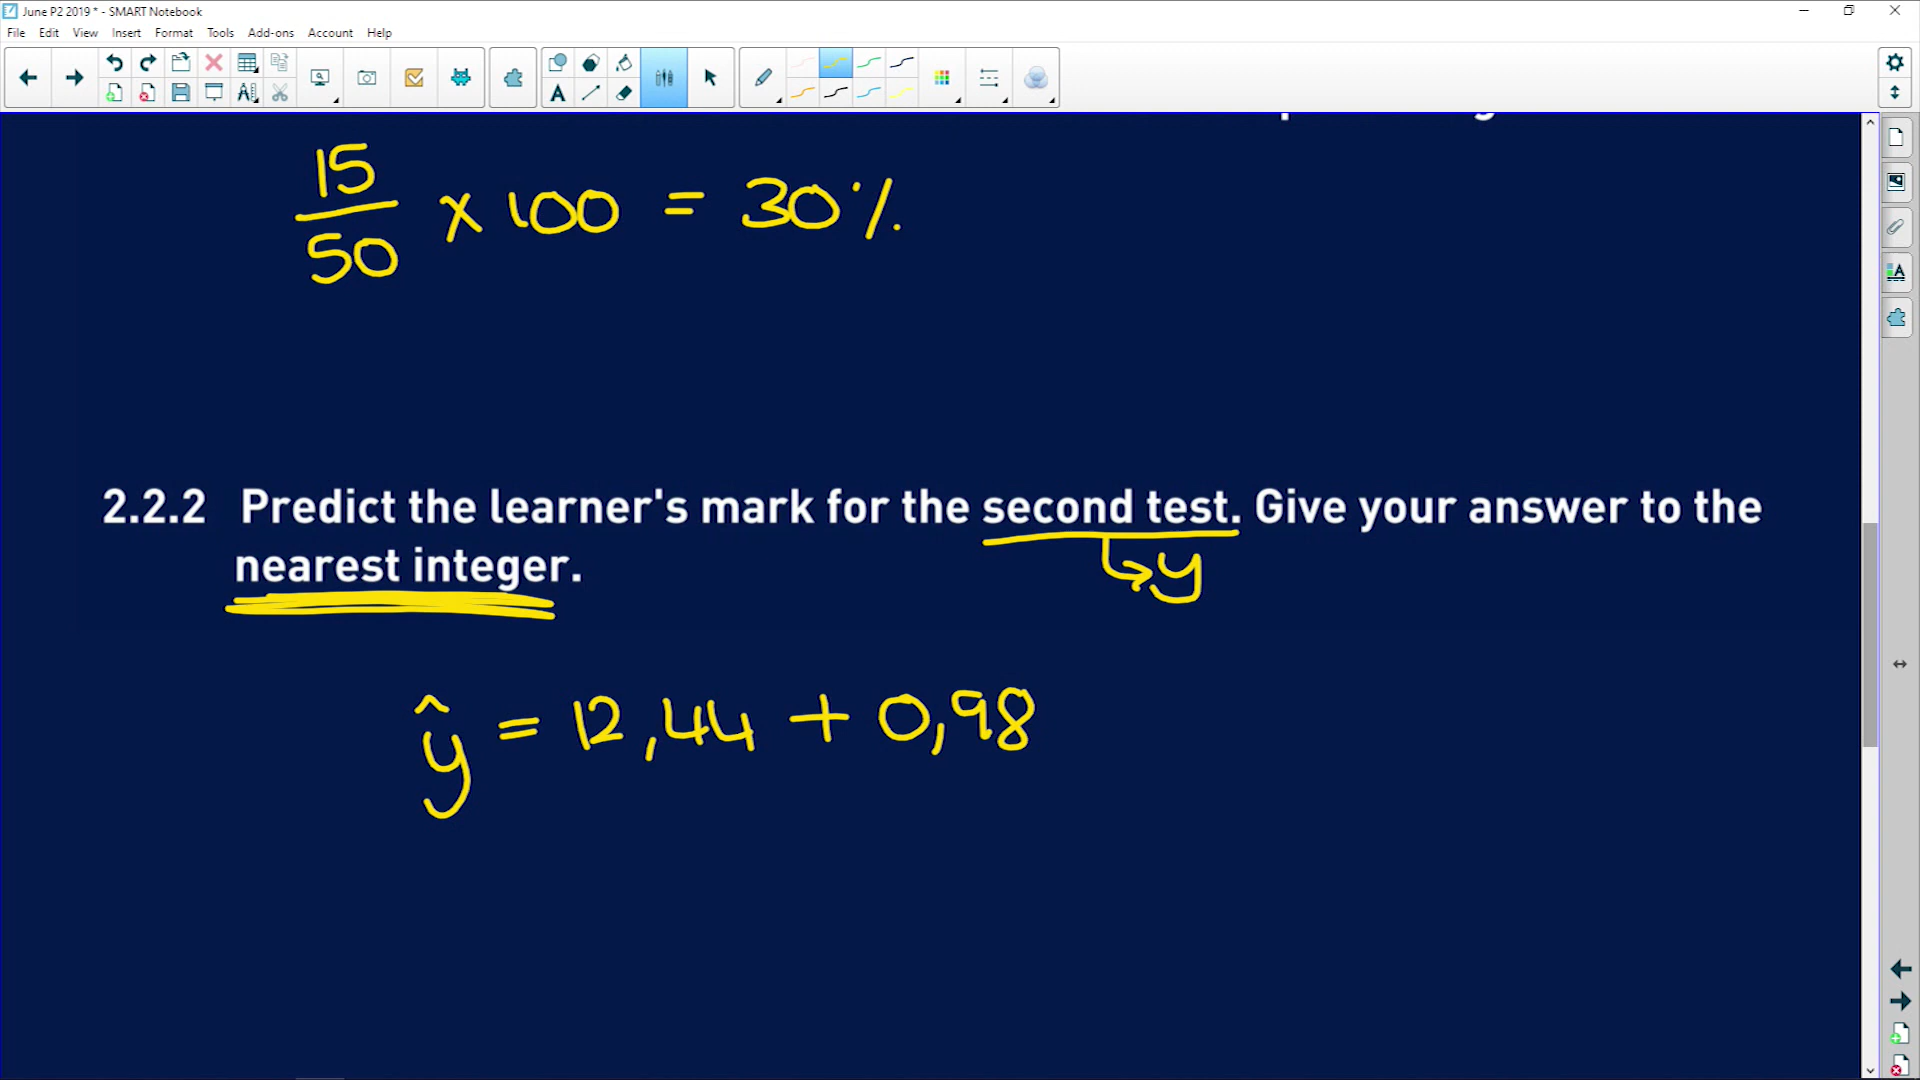 June P2 2019 * - SMART Notebook
File Edit View Insert Format Tools Add-ons Account Help
15
50
x 100 = 30%
2.2.2 Predict the learner's mark for the second test. Give your answer to the
nearest integer.
y
ŷ = 12,44 + 0,98